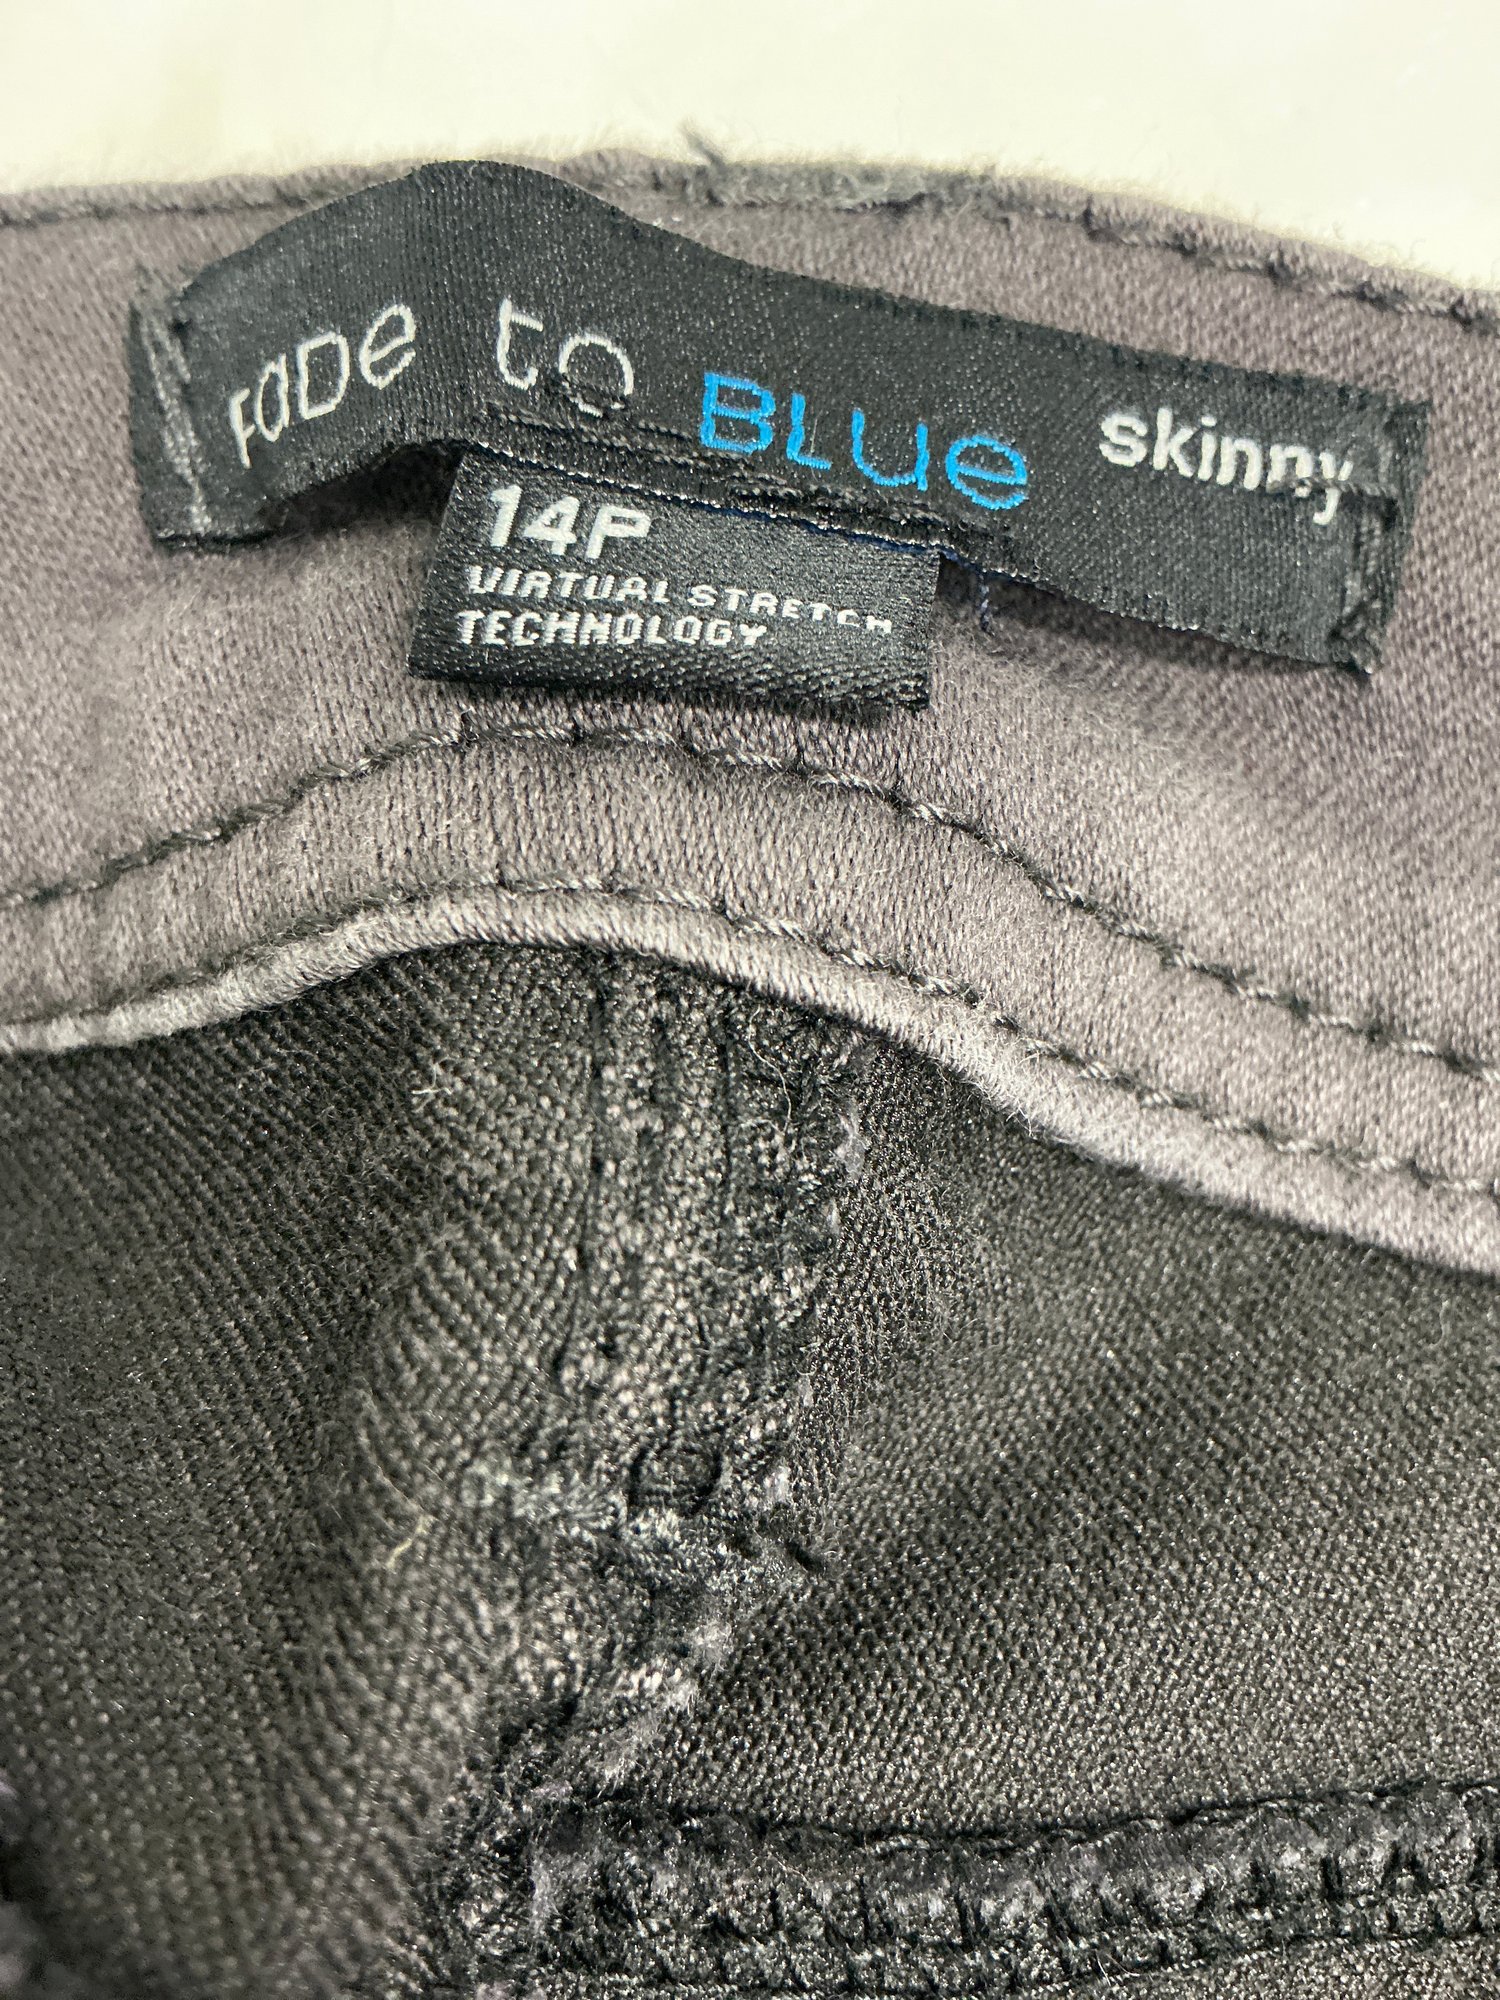 FaDe to BLue skinny
14P
VIRTUAL STRETCH
TECHNOLOGY